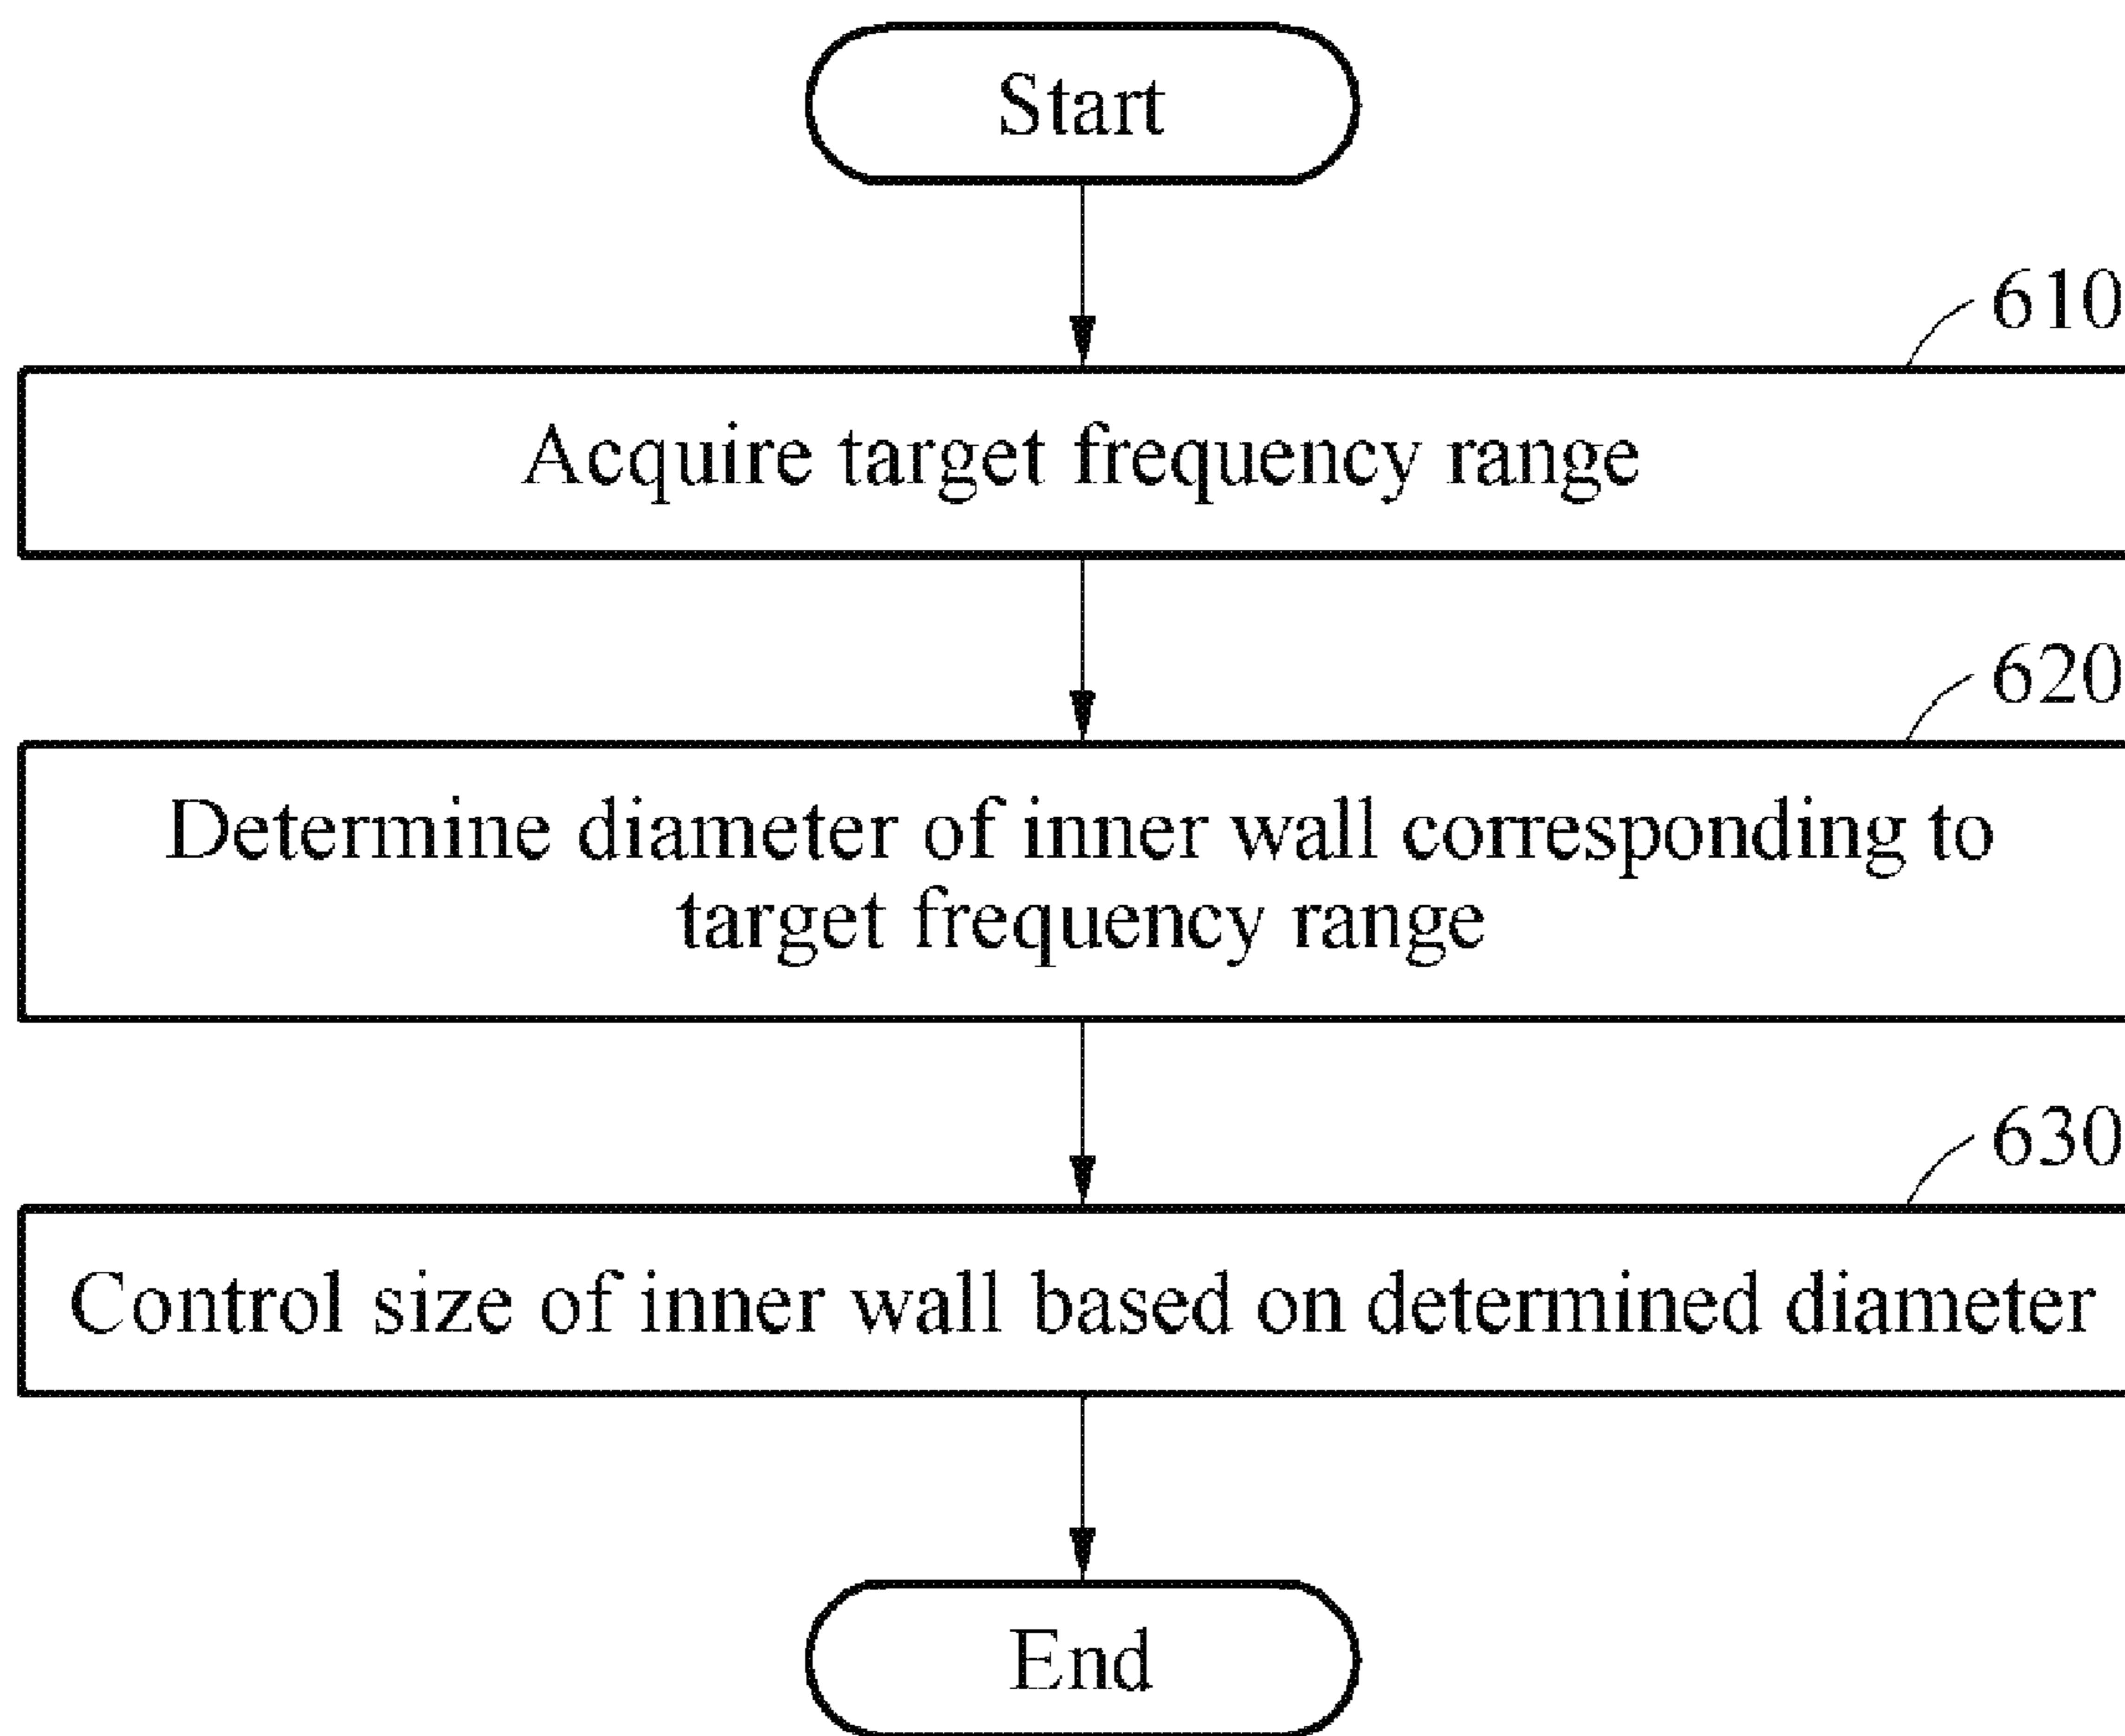 Start
610
Acquire target frequency range
620
Determine diameter of inner wall corresponding to
target frequency range
630
Control size of inner wall based on determined diameter
End